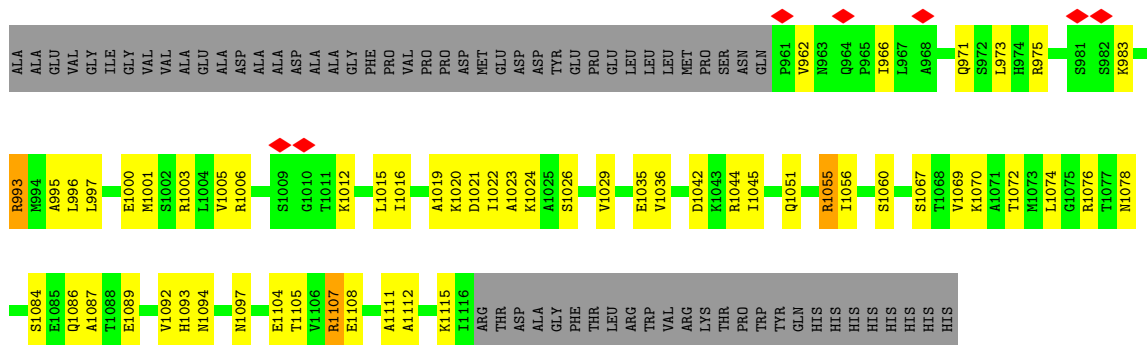 ALA ALA GLU VAL GLY ILE GLY VAL VAL ALA GLU ALA ALA ASP ALA ALA ASP ALA ALA GLY PHE PRO VAL PRO PRO ASP MET GLU ASP ASP TYR GLU PRO GLU LEU LEU LEU MET PRO SER ASN GLN P961 V962 N963 Q964 P965 I966 L967 A968 Q971 S972 L973 H974 R975 S981 S982 K983
R993 M994 A995 L996 L997 E1000 M1001 S1002 R1003 L1004 V1005 R1006 S1009 G1010 T1011 K1012 L1015 I1016 A1019 K1020 D1021 I1022 A1023 K1024 A1025 S1026 V1029 E1035 V1036 D1042 K1043 R1044 I1045 Q1051 R1055 I1056 S1060 S1067 T1068 V1069 K1070 A1071 T1072 M1073 L1074 G1075 R1076 T1077 N1078
S1084 E1085 Q1086 A1087 T1088 E1089 V1092 H1093 N1094 N1097 E1104 T1105 V1106 R1107 E1108 A1111 A1112 K1115 I1116 ARG THR ASP ALA GLY PHE THR LEU ARG TRP VAL ARG LYS THR PRO TRP TYR GLN HIS HIS HIS HIS HIS HIS HIS HIS